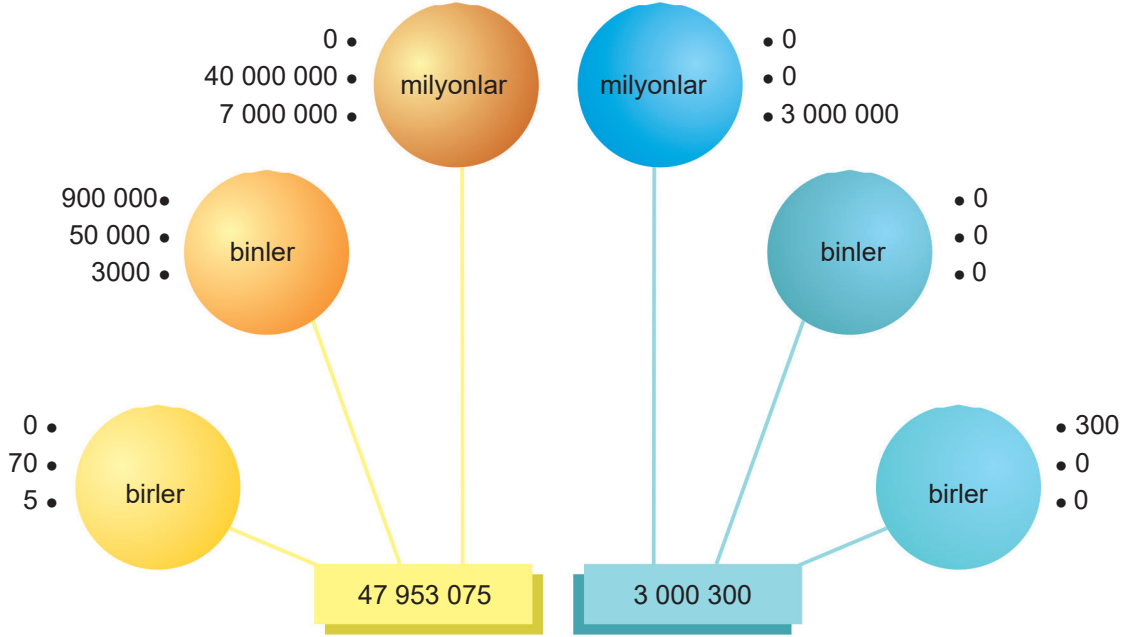 0 •
40 000 000 •
7 000 000 •
milyonlar
900 000•
50 000 •
3000 •
binler
0 •
70 •
5 •
birler
47 953 075
milyonlar
• 0
• 0
• 3 000 000
binler
• 0
• 0
• 0
birler
• 300
• 0
• 0
3 000 300